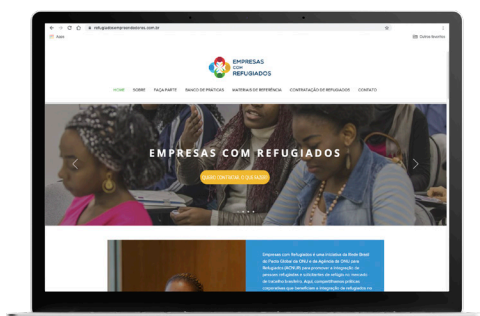 refugiadosempreendedores.com.br
Apps
Outros favoritos
EMPRESAS
COM
REFUGIADOS
HOME SOBRE FAÇA PARTE BANCO DE PRÁTICAS MATERIAIS DE REFERÊNCIA CONTRATAÇÃO DE REFUGIADOS CONTATO
EMPRESAS COM REFUGIADOS
Empresas com Refugiados é uma iniciativa da Rede Brasil
do Pacto Global da ONU e da Agência da ONU para
Refugiados (ACNUR) para promover a integração de
pessoas refugiadas e solicitantes de refúgio no mercado
de trabalho brasileiro. Aqui, compartilhamos práticas
corporativas que beneficiam a integração de refugiados no